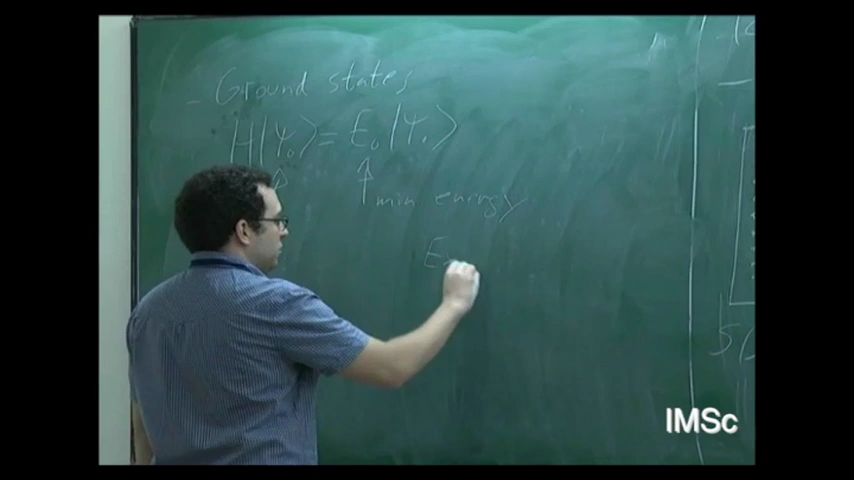 - Ground states
H|Ψ₀⟩ = E₀|Ψ₀⟩
↑ ↑ min energy
E
S(
IMSc